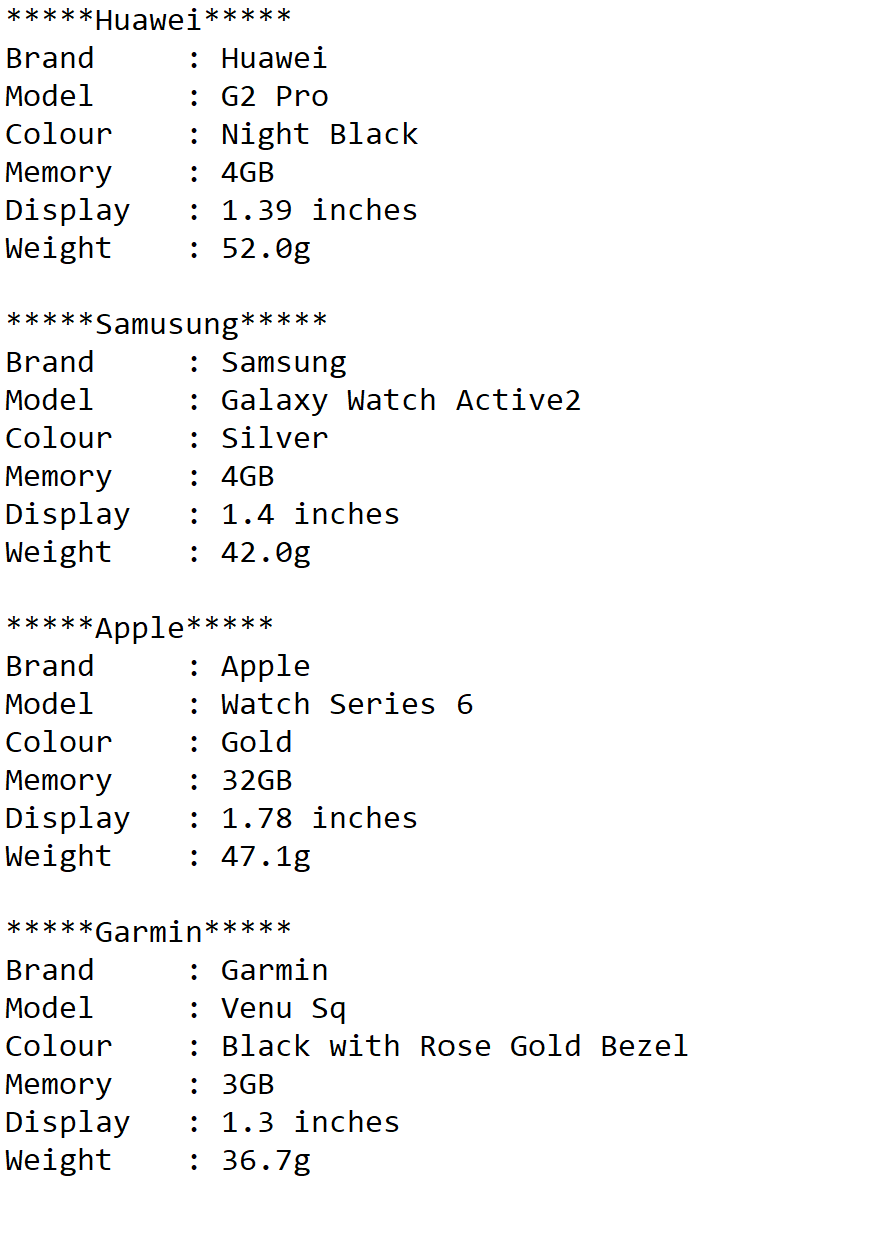 *****Huawei*****
Brand     : Huawei
Model     : G2 Pro
Colour    : Night Black
Memory    : 4GB
Display   : 1.39 inches
Weight    : 52.0g

*****Samusung*****
Brand     : Samsung
Model     : Galaxy Watch Active2
Colour    : Silver
Memory    : 4GB
Display   : 1.4 inches
Weight    : 42.0g

*****Apple*****
Brand     : Apple
Model     : Watch Series 6
Colour    : Gold
Memory    : 32GB
Display   : 1.78 inches
Weight    : 47.1g

*****Garmin*****
Brand     : Garmin
Model     : Venu Sq
Colour    : Black with Rose Gold Bezel
Memory    : 3GB
Display   : 1.3 inches
Weight    : 36.7g